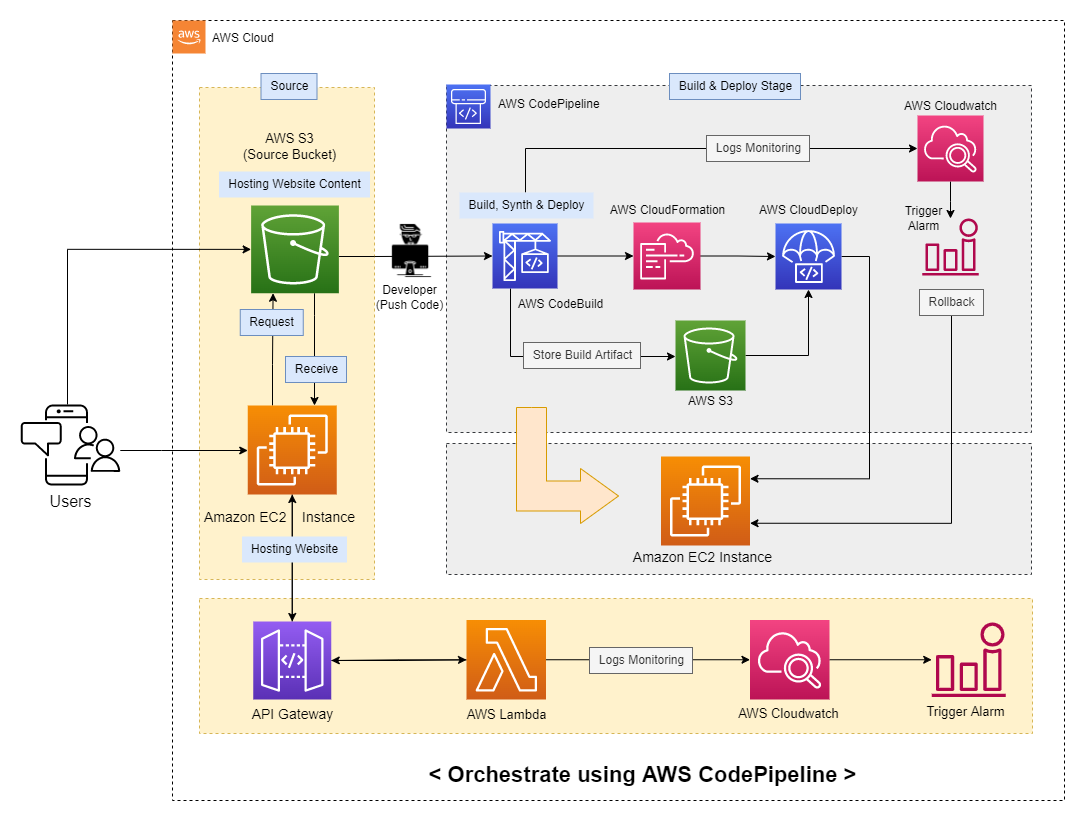 aws
AWS Cloud
Source
AWS S3
(Source Bucket)
Hosting Website Content
Request
Receive
Users
Amazon EC2 Instance
Hosting Website
Developer
(Push Code)
AWS CodePipeline
Build & Deploy Stage
AWS Cloudwatch
Logs Monitoring
Build, Synth & Deploy
AWS CloudFormation
AWS CloudDeploy
Trigger
Alarm
AWS CodeBuild
Rollback
Store Build Artifact
AWS S3
Amazon EC2 Instance
Logs Monitoring
API Gateway
AWS Lambda
AWS Cloudwatch
Trigger Alarm
< Orchestrate using AWS CodePipeline >